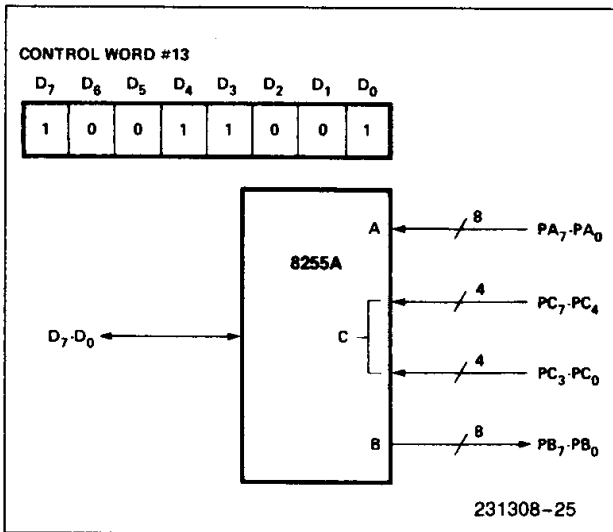 CONTROL WORD #13
D7 D6 D5 D4 D3 D2 D1 D0
1 0 0 1 1 0 0 1
A 8 PA7-PA0
8255A
4 PC7-PC4
D7-D0 C
4 PC3-PC0
B 8 PB7-PB0
231308-25